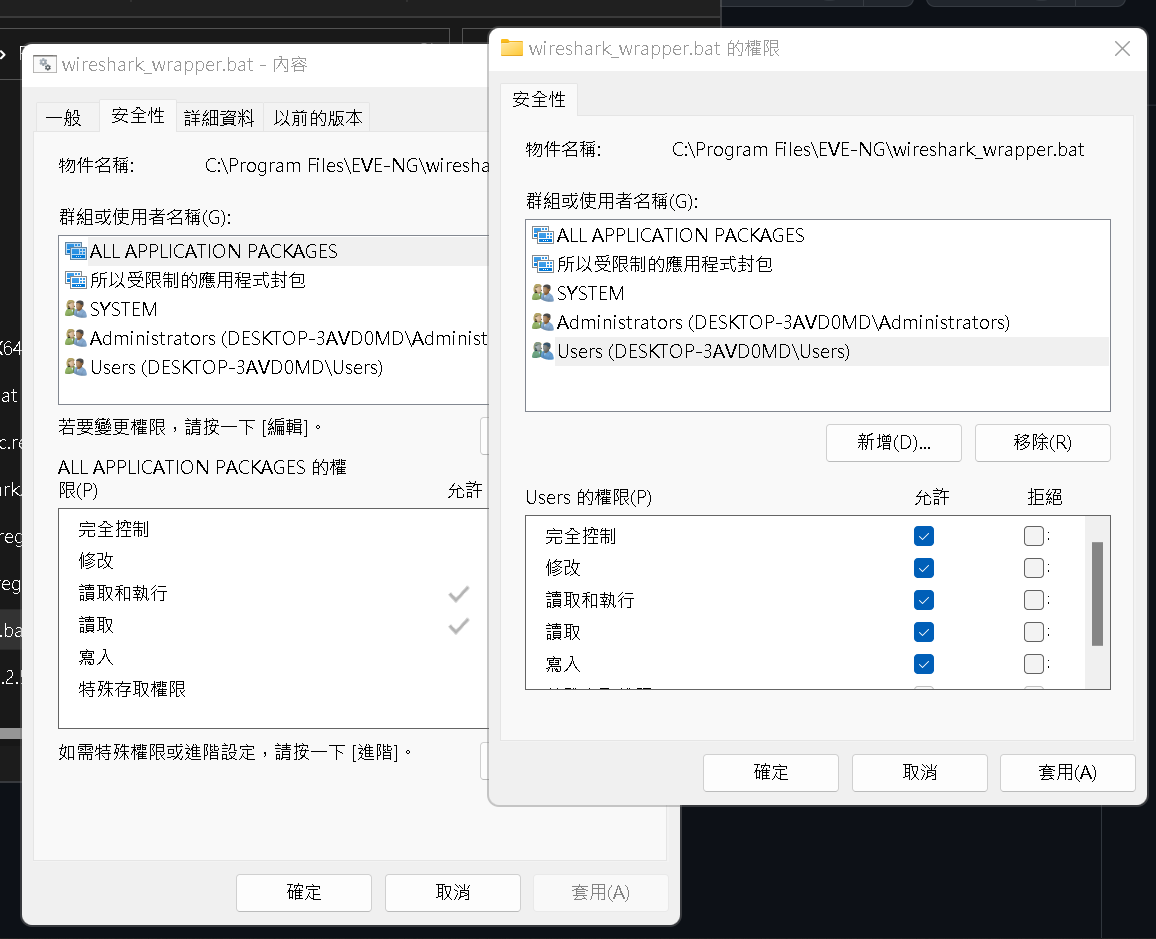 wireshark_wrapper.bat - 內容
一般
安全性
詳細資料
以前的版本
物件名稱:
C:\Program Files\EVE-NG\wiresha
群組或使用者名稱(G):
ALL APPLICATION PACKAGES
所以受限制的應用程式封包
SYSTEM
Administrators (DESKTOP-3AVD0MD\Administ
Users (DESKTOP-3AVD0MD\Users)
若要變更權限，請按一下 [編輯]。
ALL APPLICATION PACKAGES 的權
限(P)
允許
完全控制
修改
讀取和執行
讀取
寫入
特殊存取權限
如需特殊權限或進階設定，請按一下 [進階]。
確定
取消
套用(A)
wireshark_wrapper.bat 的權限
安全性
物件名稱:
C:\Program Files\EVE-NG\wireshark_wrapper.bat
群組或使用者名稱(G):
ALL APPLICATION PACKAGES
所以受限制的應用程式封包
SYSTEM
Administrators (DESKTOP-3AVD0MD\Administrators)
Users (DESKTOP-3AVD0MD\Users)
新增(D)...
移除(R)
Users 的權限(P)
允許
拒絕
完全控制
修改
讀取和執行
讀取
寫入
確定
取消
套用(A)